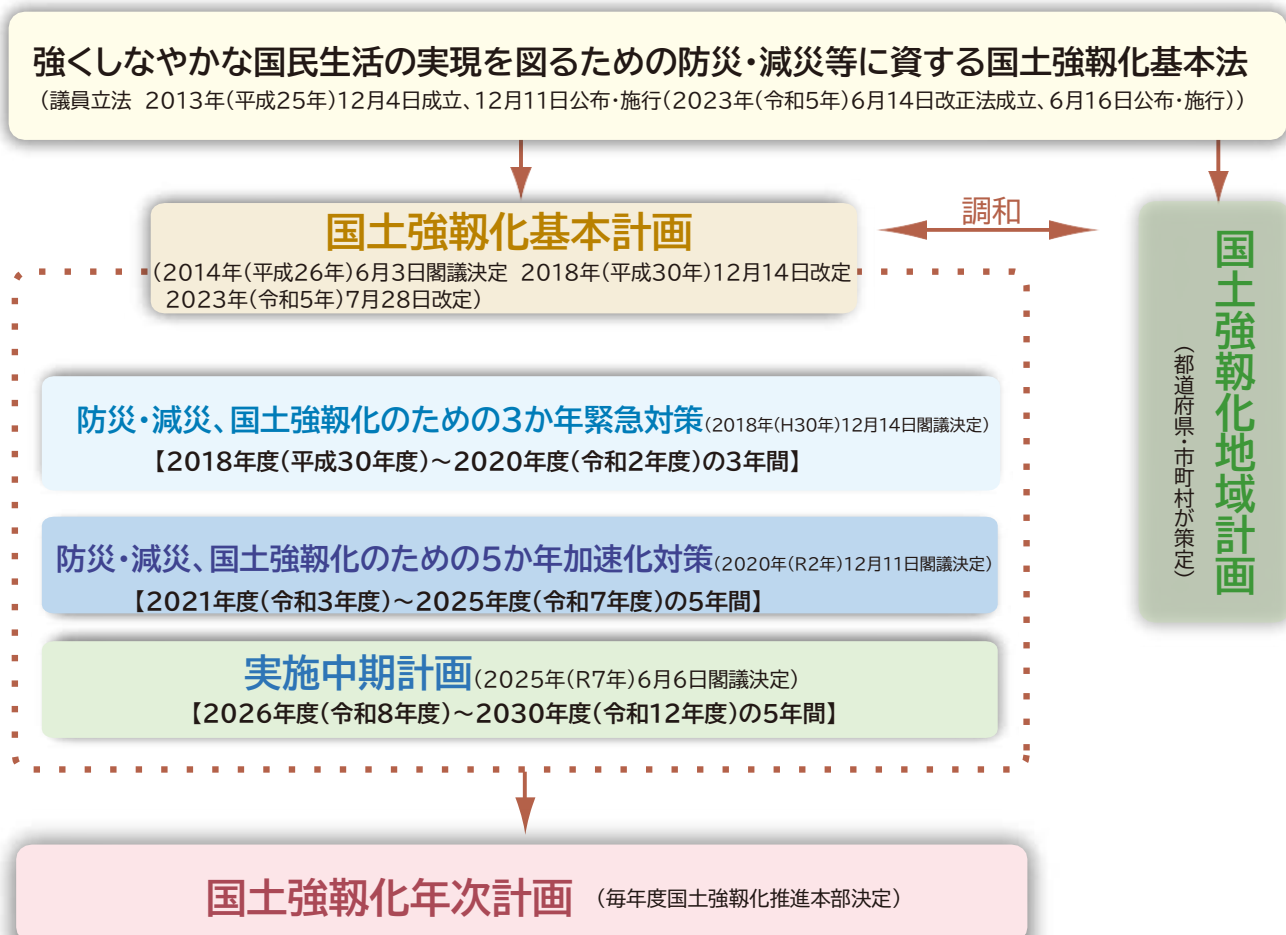 強くしなやかな国民生活の実現を図るための防災・減災等に資する国土強靱化基本法
（議員立法 2013年(平成25年)12月4日成立、12月11日公布・施行(2023年(令和5年)6月14日改正法成立、6月16日公布・施行)）
国土強靱化基本計画
（2014年(平成26年)6月3日閣議決定 2018年(平成30年)12月14日改定
2023年(令和5年)7月28日改定）
調和
国土強靱化地域計画
（都道府県・市町村が策定）
防災・減災、国土強靱化のための3か年緊急対策(2018年(H30年)12月14日閣議決定)
【2018年度(平成30年度)～2020年度(令和2年度)の3年間】
防災・減災、国土強靱化のための5か年加速化対策(2020年(R2年)12月11日閣議決定)
【2021年度(令和3年度)～2025年度(令和7年度)の5年間】
実施中期計画(2025年(R7年)6月6日閣議決定)
【2026年度(令和8年度)～2030年度(令和12年度)の5年間】
国土強靱化年次計画 （毎年度国土強靱化推進本部決定）